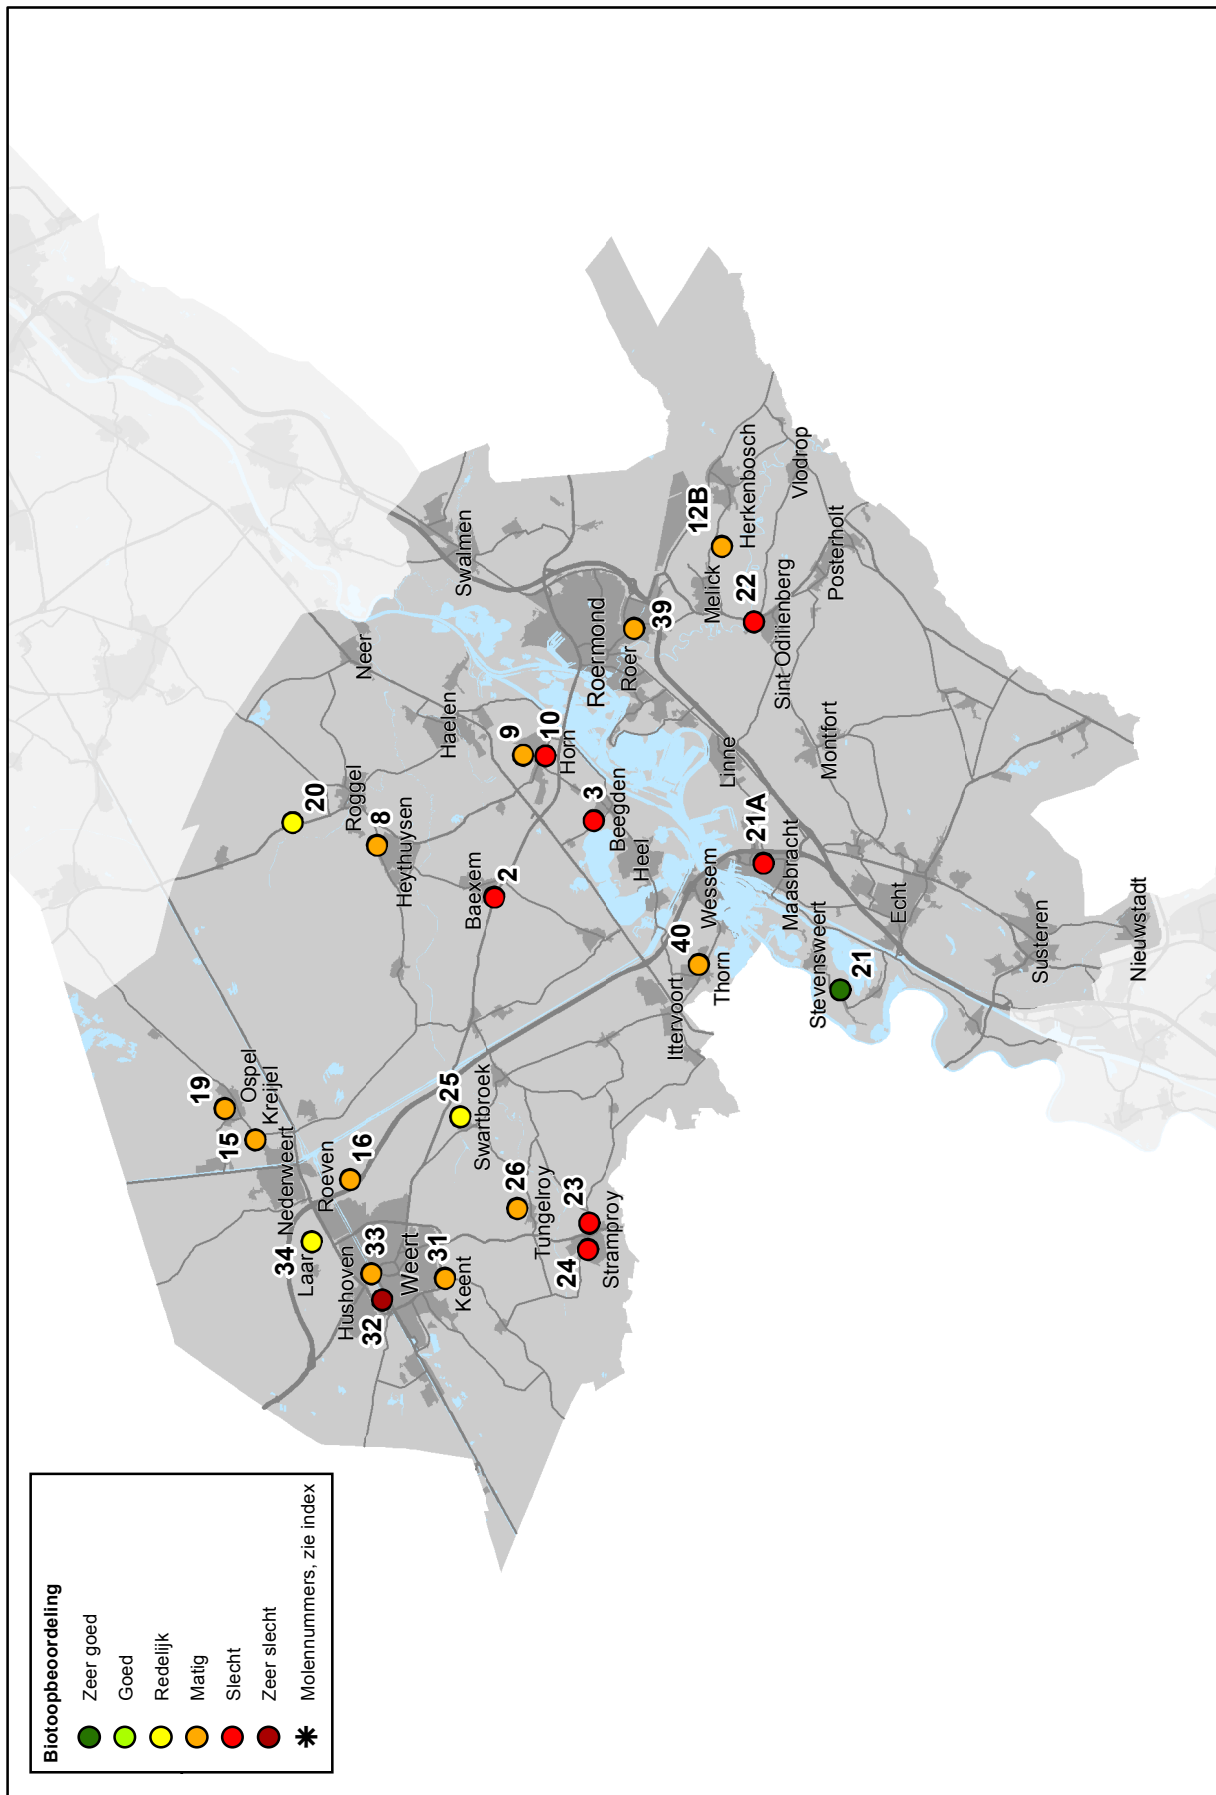 Biotoopbeoordeling
Zeer goed
Goed
Redelijk
Matig
Slecht
Zeer slecht
Molennummers, zie index
19
Ospel
15
Kreijel
Nederweert
Roeven
16
34
Laar
Hushoven
33
32
Weert
31
Keent
25
Swartbroek
26
Tungelroy
23
24
Stramproy
20
Roggel
8
Heythuysen
Neer
Haelen
Swalmen
Baexem
2
9
10
Horn
3
Beegden
Heel
Roermond
Roer
39
12B
Herkenbosch
Melick
Vlodrop
22
Sint Odilienberg
Posterholt
Linne
Montfort
21A
Maasbracht
Wessem
40
Thorn
Ittervoort
Stevensweert
21
Echt
Susteren
Nieuwstadt